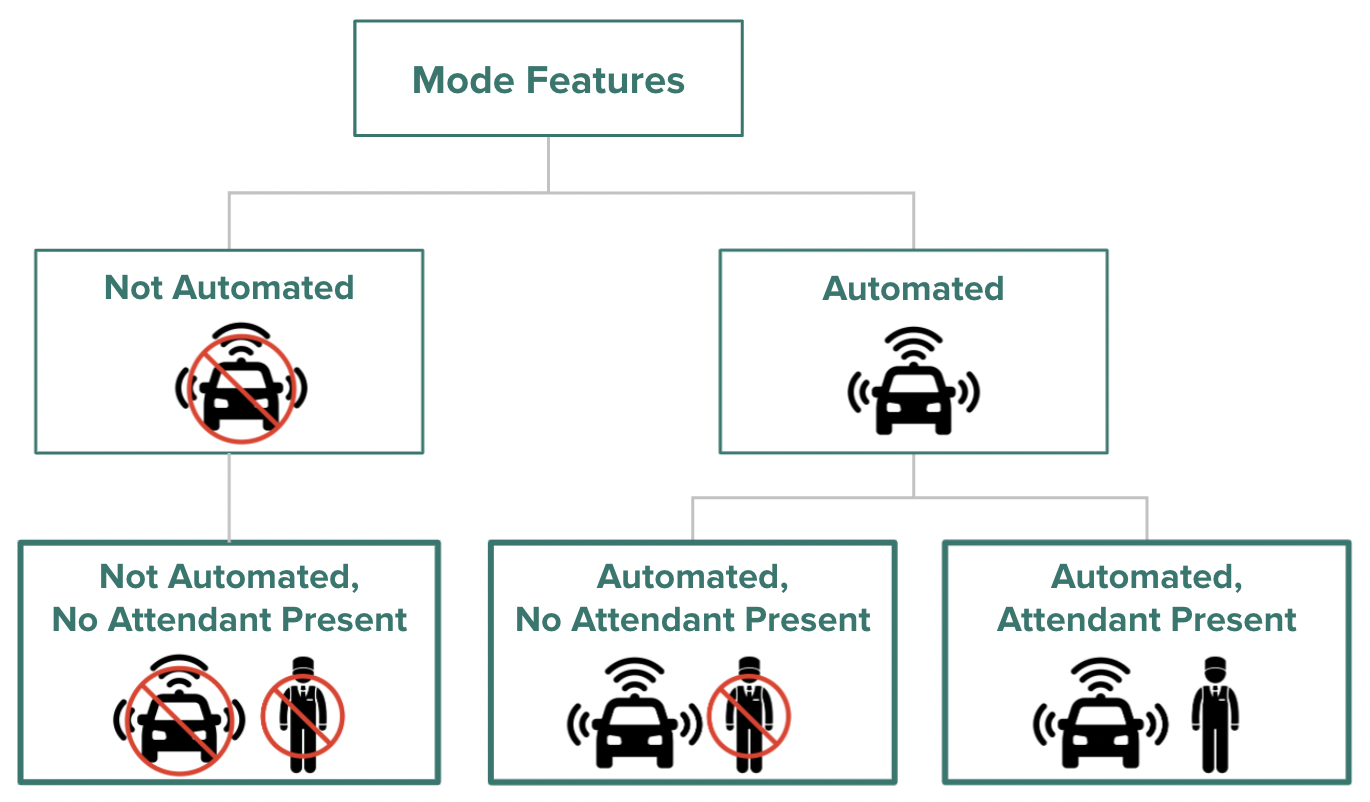 Mode Features
Not Automated
Automated
Not Automated,
No Attendant Present
Automated,
No Attendant Present
Automated,
Attendant Present